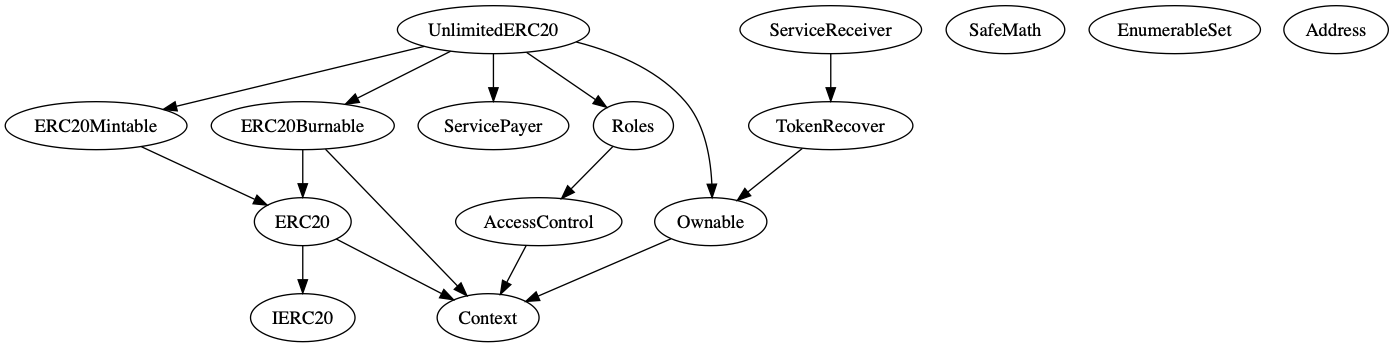 UnlimitedERC20
ServiceReceiver
SafeMath
EnumerableSet
Address
ERC20Mintable
ERC20Burnable
ServicePayer
Roles
TokenRecover
ERC20
AccessControl
Ownable
IERC20
Context